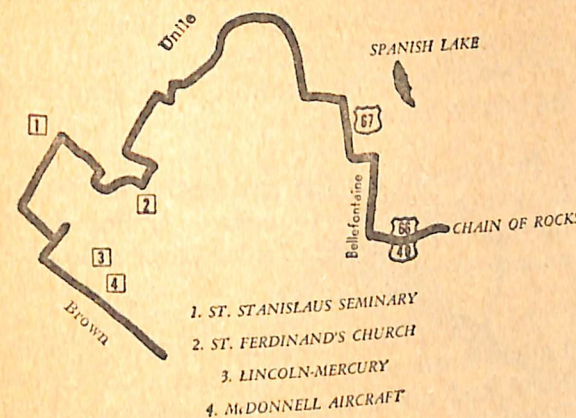 Unile
SPANISH LAKE
1
67
2
Bellefontaine
66
40
CHAIN OF ROCKS
3
4
Brown
1. ST. STANISLAUS SEMINARY
2. ST. FERDINAND'S CHURCH
3. LINCOLN-MERCURY
4. McDONNELL AIRCRAFT